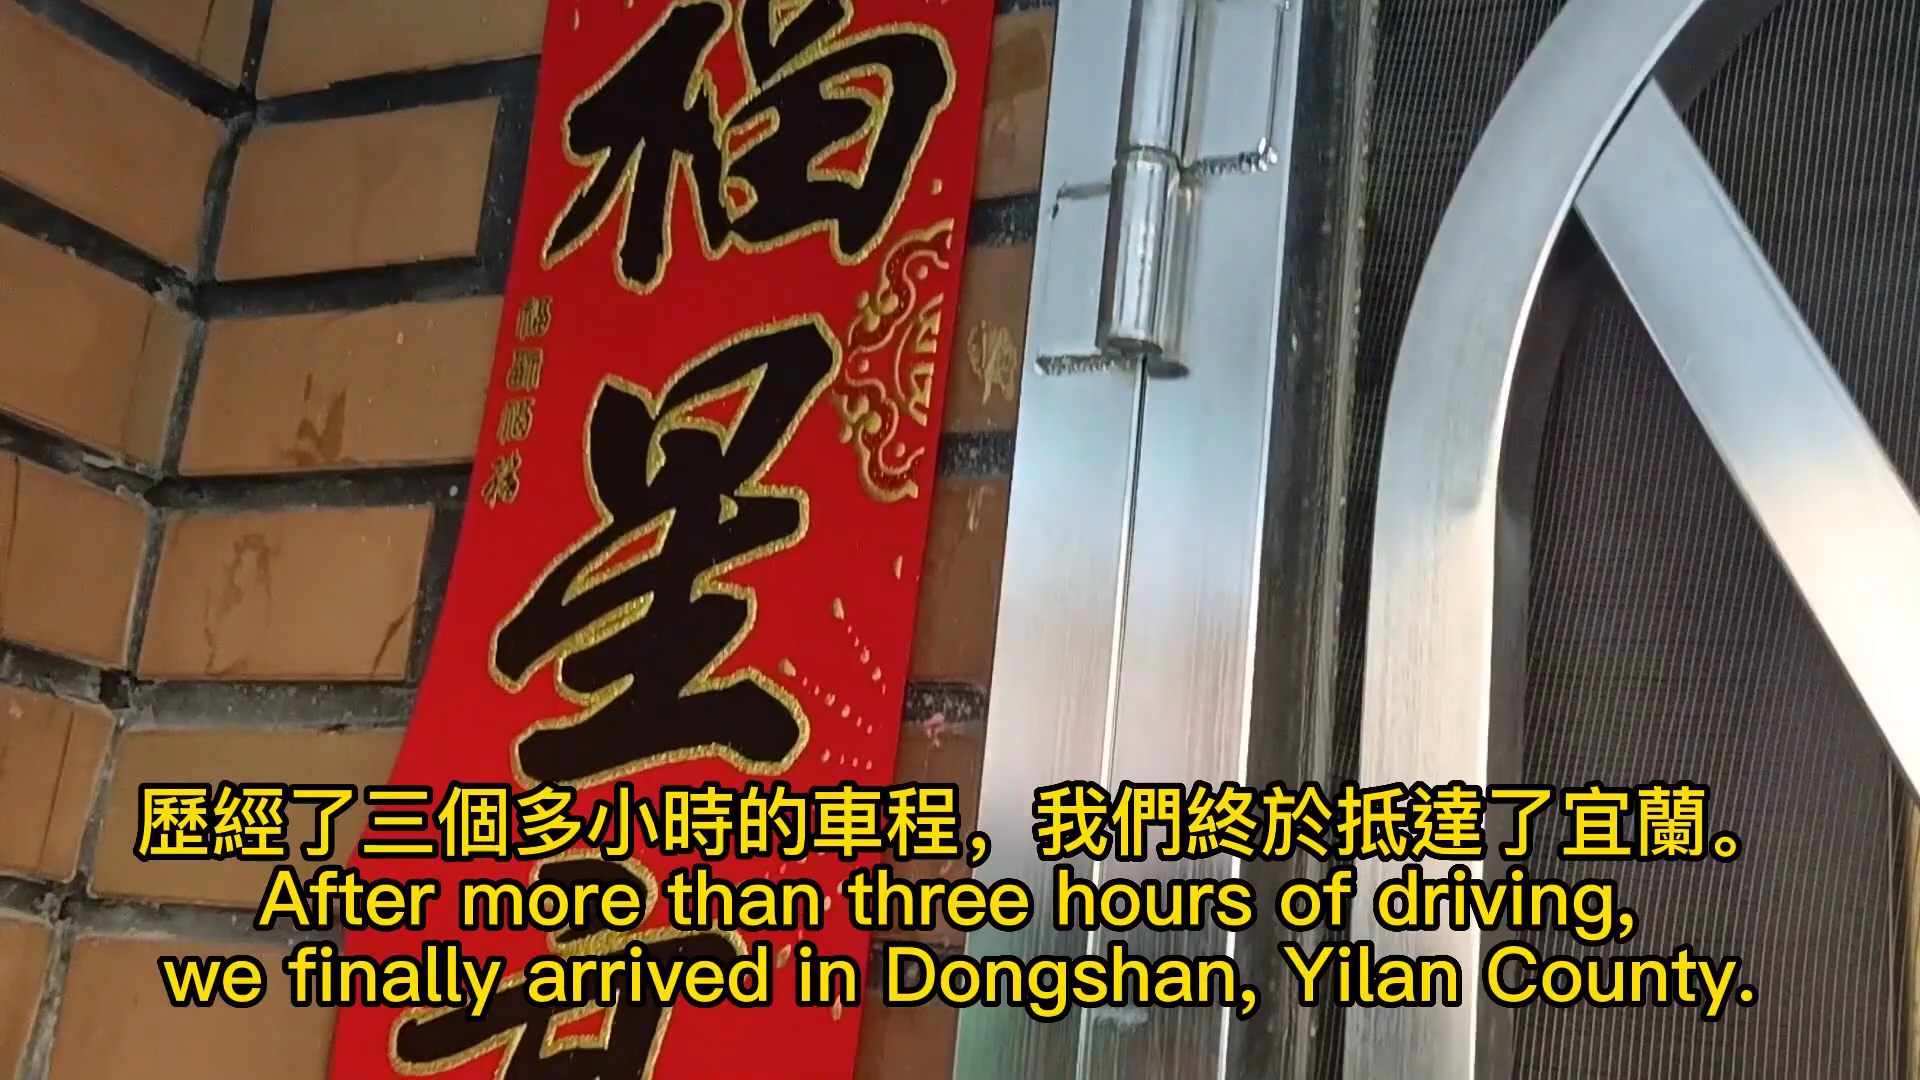 福星高
歷經了三個多小時的車程，我們終於抵達了宜蘭。
After more than three hours of driving,
we finally arrived in Dongshan, Yilan County.